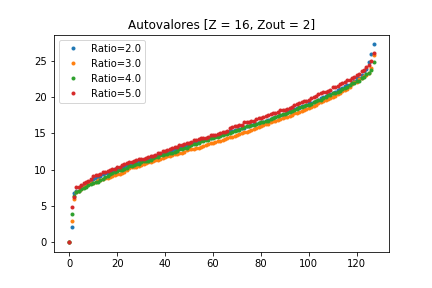 Autovalores [Z = 16, Zout = 2]
Ratio=2.0
Ratio=3.0
Ratio=4.0
Ratio=5.0
25
20
15
10
5
0
0 20 40 60 80 100 120